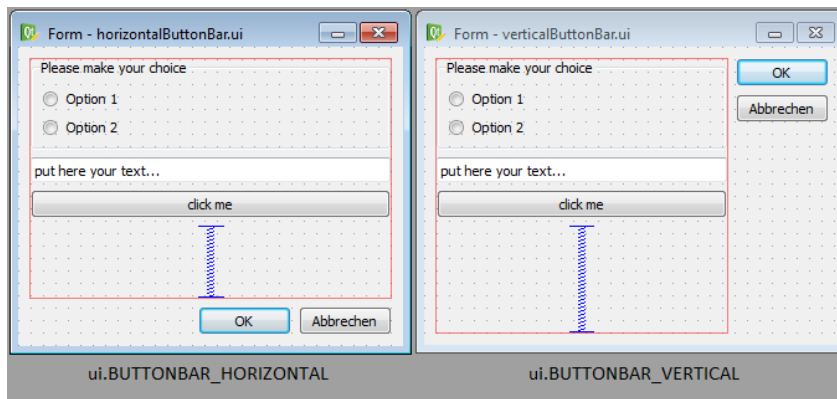 Form - horizontalButtonBar.ui
Please make your choice
Option 1
Option 2
put here your text...
click me
OK
Abbrechen
ui.BUTTONBAR_HORIZONTAL
Form - verticalButtonBar.ui
Please make your choice
Option 1
Option 2
put here your text...
click me
OK
Abbrechen
ui.BUTTONBAR_VERTICAL